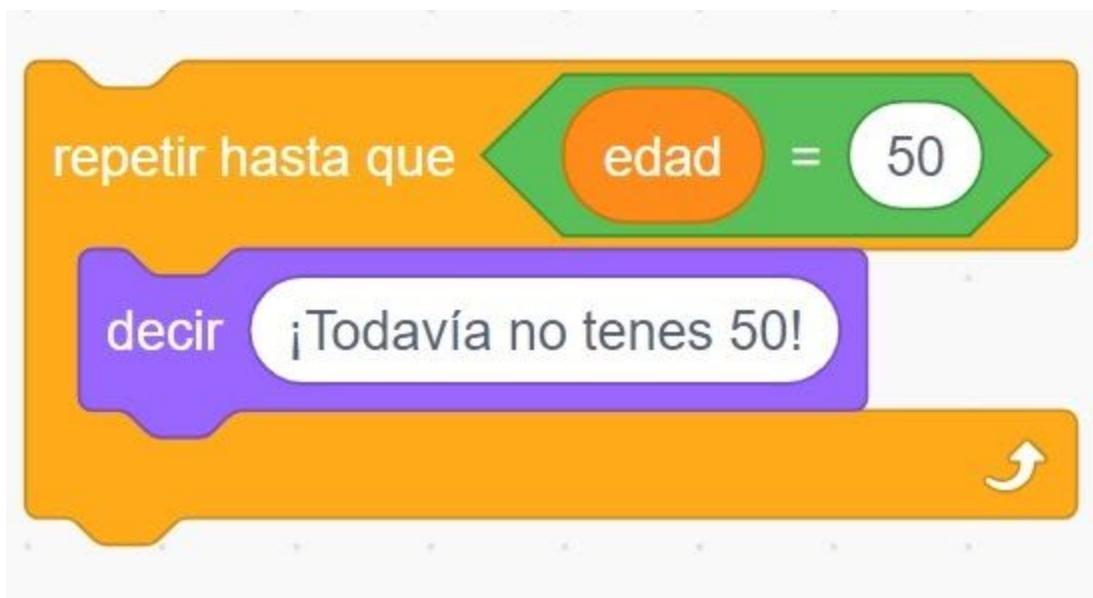 repetir hasta que edad = 50
decir ¡Todavía no tenes 50!